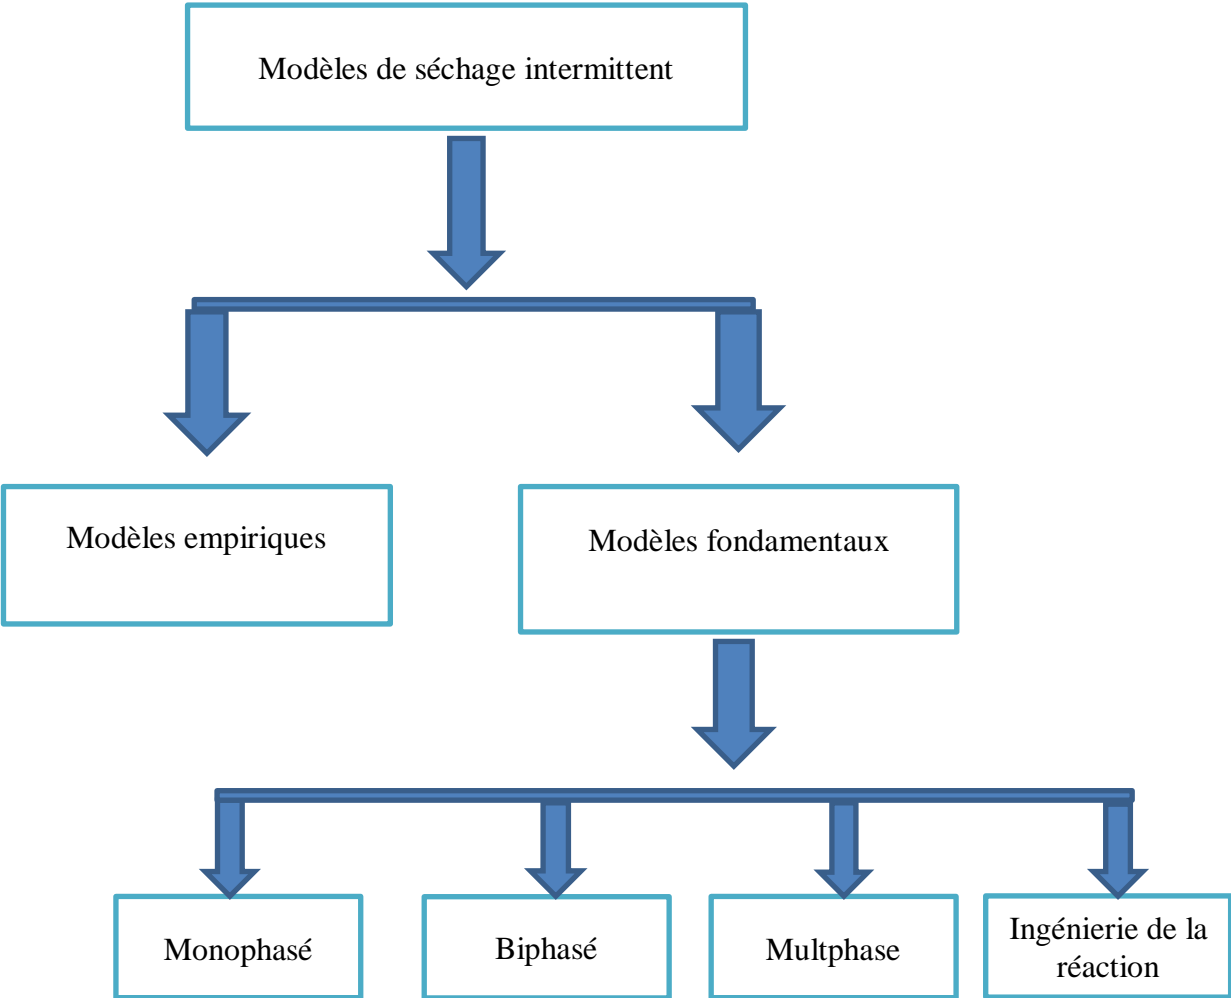 Modèles de séchage intermittent
Modèles empiriques
Modèles fondamentaux
Monophasé
Biphasé
Multphase
Ingénierie de la
réaction